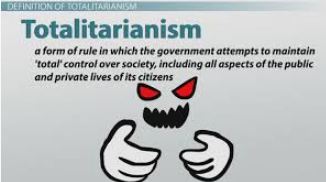 DEFINITION OF TOTALITARIANISM
Totalitarianism
a form of rule in which the government attempts to maintain
'total' control over society, including all aspects of the public
and private lives of its citizens